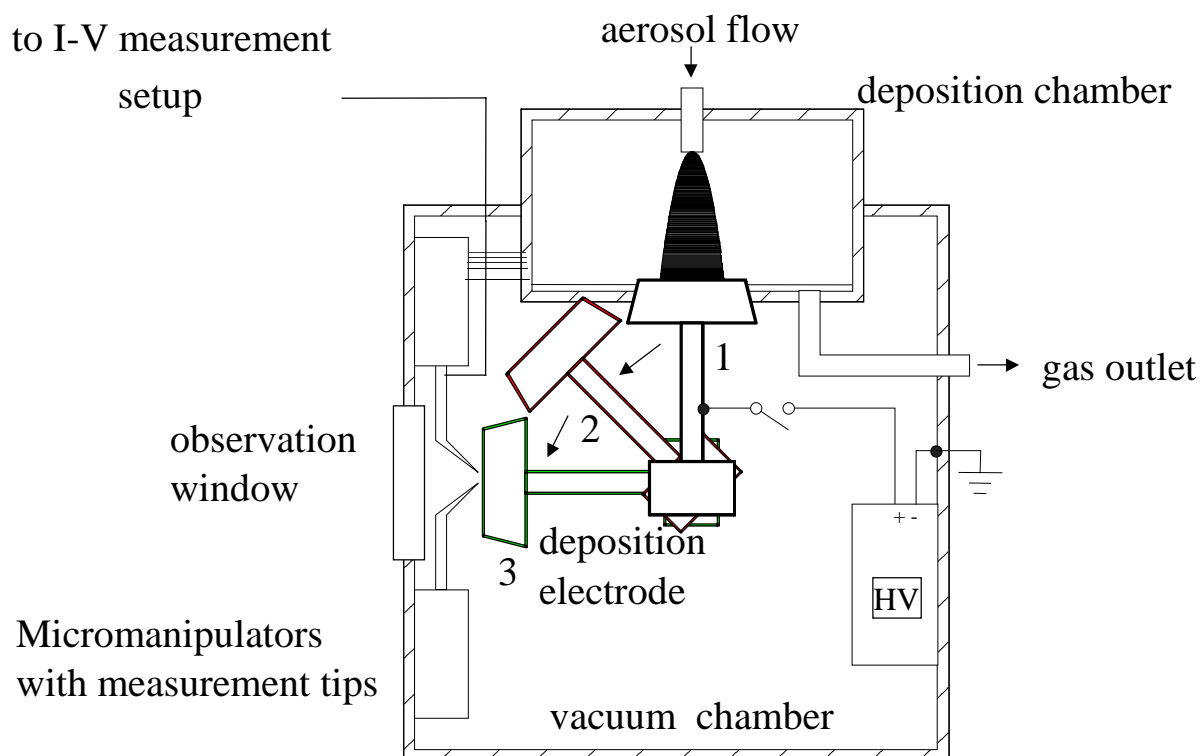 to I-V measurement
setup
aerosol flow
deposition chamber
1
gas outlet
2
observation
window
3
deposition
electrode
+ -
HV
Micromanipulators
with measurement tips
vacuum chamber